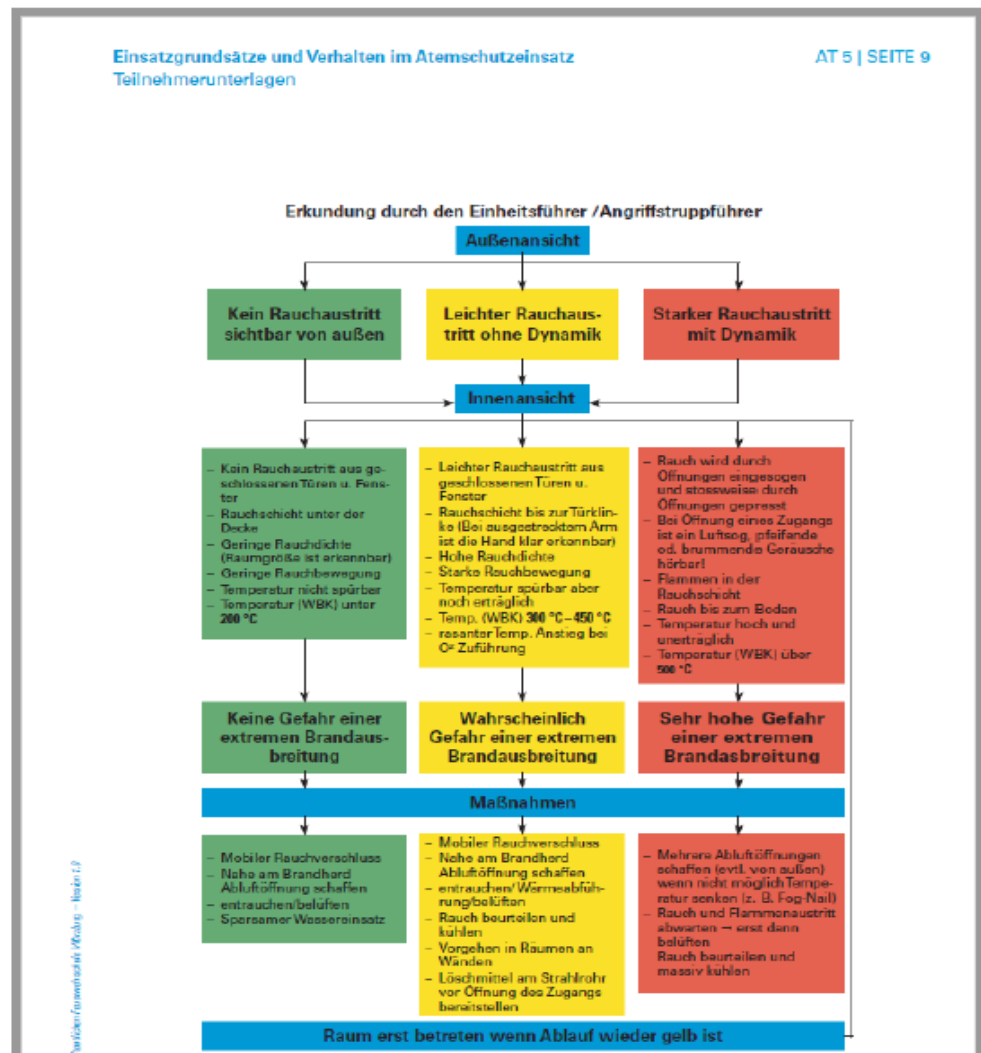 Einsatzgrundsätze und Verhalten im Atemschutzeinsatz
AT 5 | SEITE 9
Teilnehmerunterlagen
Erkundung durch den Einheitsführer /Angriffstruppführer
Außenansicht
Kein Rauchaustritt
sichtbar von außen
Leichter Rauchaus-
tritt ohne Dynamik
Starker Rauchaustritt
mit Dynamik
Innenansicht
– Kein Rauchaustritt aus ge-
schlossenen Türen u. Fens-
ter
– Rauchschicht unter der
Decke
– Geringe Rauchdichte
(Raumgröße ist erkennbar)
– Geringe Rauchbewegung
– Temperatur nicht spürbar
– Temperatur (WBK) unter
200 °C
– Leichter Rauchaustritt aus
geschlossenen Türen u.
Fenster
– Rauchschicht bis zur Türklin-
ke (Bei ausgestrecktem Arm
ist die Hand klar erkennbar)
– Hohe Rauchdichte
– Starke Rauchbewegung
– Temperatur spürbar aber
noch erträglich
– Temp. (WBK) 300 °C–450 °C
– rasanter Temp. Anstieg bei
O² Zuführung
– Rauch wird durch
Öffnungen eingesogen
und stossweise durch
Öffnungen gepresst
– Bei Öffnung eines Zugangs
ist ein Luftsog, pfeifende
od. brummende Geräusche
hörbar!
– Flammen in der
Rauchschicht
– Rauch bis zum Boden
– Temperatur hoch und
unerträglich
– Temperatur (WBK) über
500 °C
Keine Gefahr einer
extremen Brandaus-
breitung
Wahrscheinlich
Gefahr einer extremen
Brandausbreitung
Sehr hohe Gefahr
einer extremen
Brandasbreitung
Maßnahmen
– Mobiler Rauchverschluss
– Nahe am Brandherd
Abluftöffnung schaffen
– entrauchen/belüften
– Sparsamer Wassereinsatz
– Mobiler Rauchverschluss
– Nahe am Brandherd
Abluftöffnung schaffen
– entrauchen/Wärmeabfüh-
rung/belüften
– Rauch beurteilen und
kühlen
– Vorgehen in Räumen an
Wänden
– Löschmittel am Strahlrohr
vor Öffnung des Zugangs
bereitstellen
– Mehrere Abluftöffnungen
schaffen (evtl. von außen)
wenn nicht möglich Tempe-
ratur senken (z. B. Fog-Nail)
– Rauch und Flammenaustritt
abwarten → erst dann
belüften
Rauch beurteilen und
massiv kühlen
Raum erst betreten wenn Ablauf wieder gelb ist